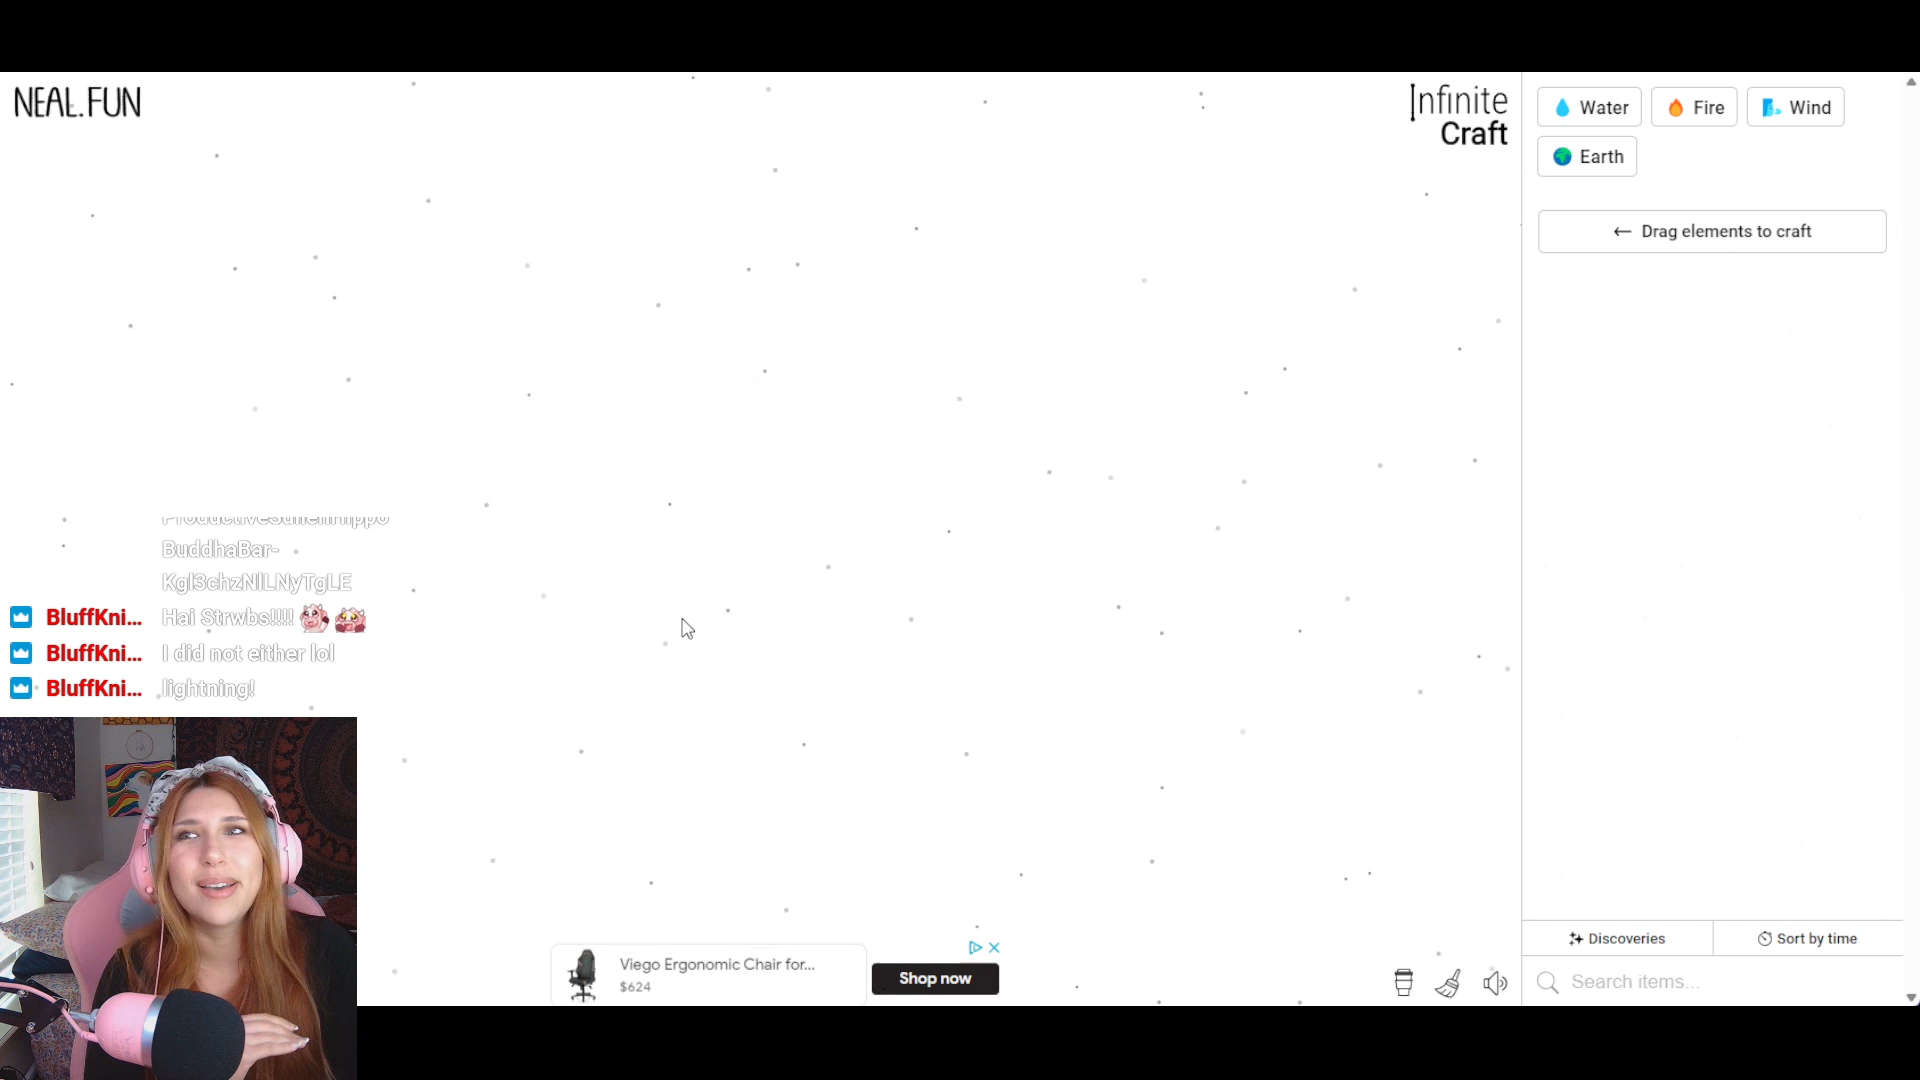 NEAL.FUN
Infinite
Craft
Water
Fire
Wind
Earth
← Drag elements to craft
BuddhaBar-
Kgl3chzNlLNyTgLE
BluffKni... Hai Strwbs!!!!
BluffKni... I did not either lol
BluffKni... lightning!
Viego Ergonomic Chair for...
$624
Shop now
Discoveries
Sort by time
Search items...